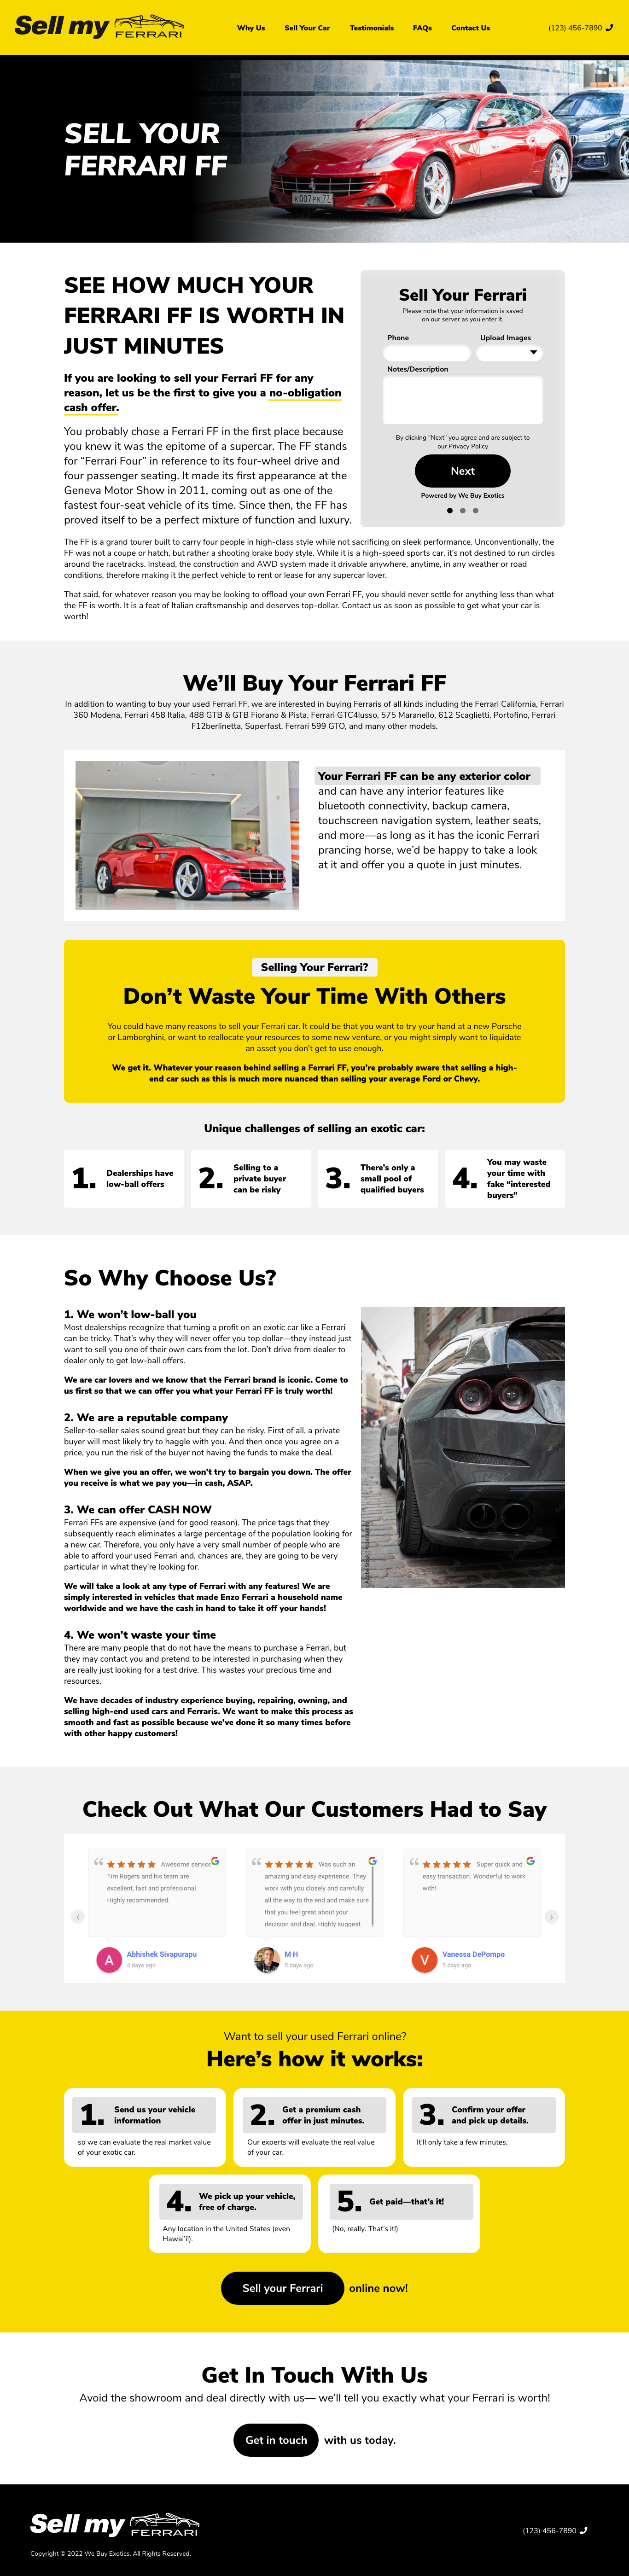 Sell my FERRARI
Why Us
Sell Your Car
Testimonials
FAQs
Contact Us
(123) 456-7890
SELL YOUR
FERRARI FF
K007PK 77
SEE HOW MUCH YOUR
FERRARI FF IS WORTH IN
JUST MINUTES
If you are looking to sell your Ferrari FF for any
reason, let us be the first to give you a no-obligation
cash offer.
You probably chose a Ferrari FF in the first place because
you knew it was the epitome of a supercar. The FF stands
for “Ferrari Four” in reference to its four-wheel drive and
four passenger seating. It made its first appearance at the
Geneva Motor Show in 2011, coming out as one of the
fastest four-seat vehicle of its time. Since then, the FF has
proved itself to be a perfect mixture of function and luxury.
Sell Your Ferrari
Please note that your information is saved
on our server as you enter it.
Phone
Upload Images
Notes/Description
By clicking “Next” you agree and are subject to
our Privacy Policy
Next
Powered by We Buy Exotics
The FF is a grand tourer built to carry four people in high-class style while not sacrificing on sleek performance. Unconventionally, the
FF was not a coupe or hatch, but rather a shooting brake body style. While it is a high-speed sports car, it’s not destined to run circles
around the racetracks. Instead, the construction and AWD system made it drivable anywhere, anytime, in any weather or road
conditions, therefore making it the perfect vehicle to rent or lease for any supercar lover.
That said, for whatever reason you may be looking to offload your own Ferrari FF, you should never settle for anything less than what
the FF is worth. It is a feat of Italian craftsmanship and deserves top-dollar. Contact us as soon as possible to get what your car is
worth!
We’ll Buy Your Ferrari FF
In addition to wanting to buy your used Ferrari FF, we are interested in buying Ferraris of all kinds including the Ferrari California, Ferrari
360 Modena, Ferrari 458 Italia, 488 GTB & GTB Fiorano & Pista, Ferrari GTC4lusso, 575 Maranello, 612 Scaglietti, Portofino, Ferrari
F12berlinetta, Superfast, Ferrari 599 GTO, and many other models.
Your Ferrari FF can be any exterior color
and can have any interior features like
bluetooth connectivity, backup camera,
touchscreen navigation system, leather seats,
and more—as long as it has the iconic Ferrari
prancing horse, we’d be happy to take a look
at it and offer you a quote in just minutes.
Selling Your Ferrari?
Don’t Waste Your Time With Others
You could have many reasons to sell your Ferrari car. It could be that you want to try your hand at a new Porsche
or Lamborghini, or want to reallocate your resources to some new venture, or you might simply want to liquidate
an asset you don’t get to use enough.
We get it. Whatever your reason behind selling a Ferrari FF, you’re probably aware that selling a high-
end car such as this is much more nuanced than selling your average Ford or Chevy.
Unique challenges of selling an exotic car:
1. Dealerships have
low-ball offers
2. Selling to a
private buyer
can be risky
3. There’s only a
small pool of
qualified buyers
4. You may waste
your time with
fake “interested
buyers”
So Why Choose Us?
1. We won’t low-ball you
Most dealerships recognize that turning a profit on an exotic car like a Ferrari
can be tricky. That’s why they will never offer you top dollar—they instead just
want to sell you one of their own cars from the lot. Don’t drive from dealer to
dealer only to get low-ball offers.
We are car lovers and we know that the Ferrari brand is iconic. Come to
us first so that we can offer you what your Ferrari FF is truly worth!
2. We are a reputable company
Seller-to-seller sales sound great but they can be risky. First of all, a private
buyer will most likely try to haggle with you. And then once you agree on a
price, you run the risk of the buyer not having the funds to make the deal.
When we give you an offer, we won’t try to bargain you down. The offer
you receive is what we pay you—in cash, ASAP.
3. We can offer CASH NOW
Ferrari FFs are expensive (and for good reason). The price tags that they
subsequently reach eliminates a large percentage of the population looking for
a new car. Therefore, you only have a very small number of people who are
able to afford your used Ferrari and, chances are, they are going to be very
particular in what they’re looking for.
We will take a look at any type of Ferrari with any features! We are
simply interested in vehicles that made Enzo Ferrari a household name
worldwide and we have the cash in hand to take it off your hands!
4. We won’t waste your time
There are many people that do not have the means to purchase a Ferrari, but
they may contact you and pretend to be interested in purchasing when they
are really just looking for a test drive. This wastes your precious time and
resources.
We have decades of industry experience buying, repairing, owning, and
selling high-end used cars and Ferraris. We want to make this process as
smooth and fast as possible because we’ve done it so many times before
with other happy customers!
Check Out What Our Customers Had to Say
Awesome service
Tim Rogers and his team are
excellent, fast and professional.
Highly recommended.
A
Abhishek Sivapurapu
4 days ago
Was such an
amazing and easy experience. They
work with you closely and carefully
all the way to the end and make sure
that you feel great about your
decision and deal. Highly suggest.
M H
5 days ago
Super quick and
easy transaction. Wonderful to work
with!
V
Vanessa DePompo
5 days ago
Want to sell your used Ferrari online?
Here’s how it works:
1. Send us your vehicle
information
so we can evaluate the real market value
of your exotic car.
2. Get a premium cash
offer in just minutes.
Our experts will evaluate the real value
of your car.
3. Confirm your offer
and pick up details.
It’ll only take a few minutes.
4. We pick up your vehicle,
free of charge.
Any location in the United States (even
Hawai’i!).
5. Get paid—that’s it!
(No, really. That’s it!)
Sell your Ferrari online now!
Get In Touch With Us
Avoid the showroom and deal directly with us— we’ll tell you exactly what your Ferrari is worth!
Get in touch with us today.
Sell my FERRARI
(123) 456-7890
Copyright © 2022 We Buy Exotics. All Rights Reserved.